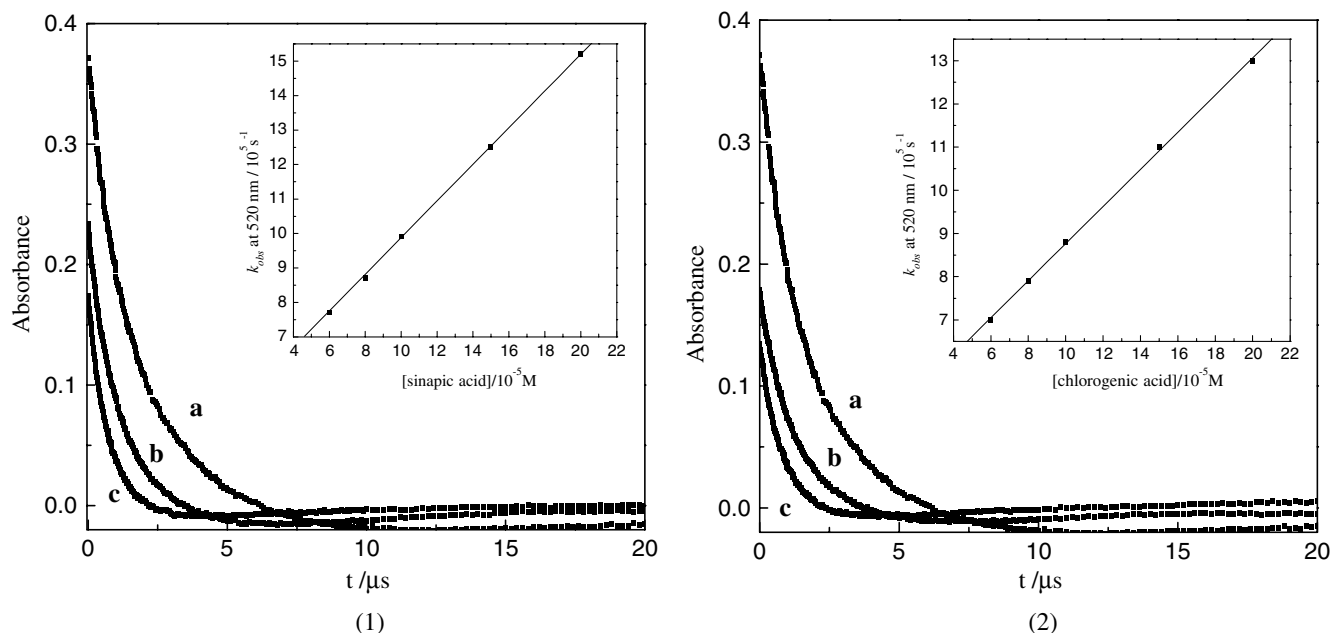 0.4
0.3
0.2
0.1
0.0
Absorbance
0 5 10 15 20
t /μs
a
b
c
15
14
13
12
11
10
9
8
7
k_obs at 520 nm / 10^5 s^-1
4 6 8 10 12 14 16 18 20 22
[sinapic acid]/10^-5M
(1)
0.4
0.3
0.2
0.1
0.0
Absorbance
0 5 10 15 20
t /μs
a
b
c
13
12
11
10
9
8
7
k_obs at 520 nm / 10^5 s^-1
4 6 8 10 12 14 16 18 20 22
[chlorogenic acid]/10^-5M
(2)